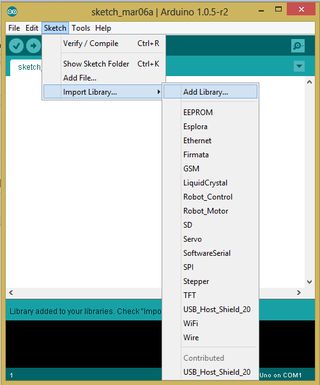 sketch_mar06a | Arduino 1.0.5-r2
File Edit Sketch Tools Help
Verify / Compile Ctrl+R
Show Sketch Folder Ctrl+K
Add File...
Import Library...
sketch_
Add Library...
EEPROM
Esplora
Ethernet
Firmata
GSM
LiquidCrystal
Robot_Control
Robot_Motor
SD
Servo
SoftwareSerial
SPI
Stepper
TFT
USB_Host_Shield_20
WiFi
Wire
Contributed
USB_Host_Shield_20
Library added to your libraries. Check "Impor
1
Uno on COM1